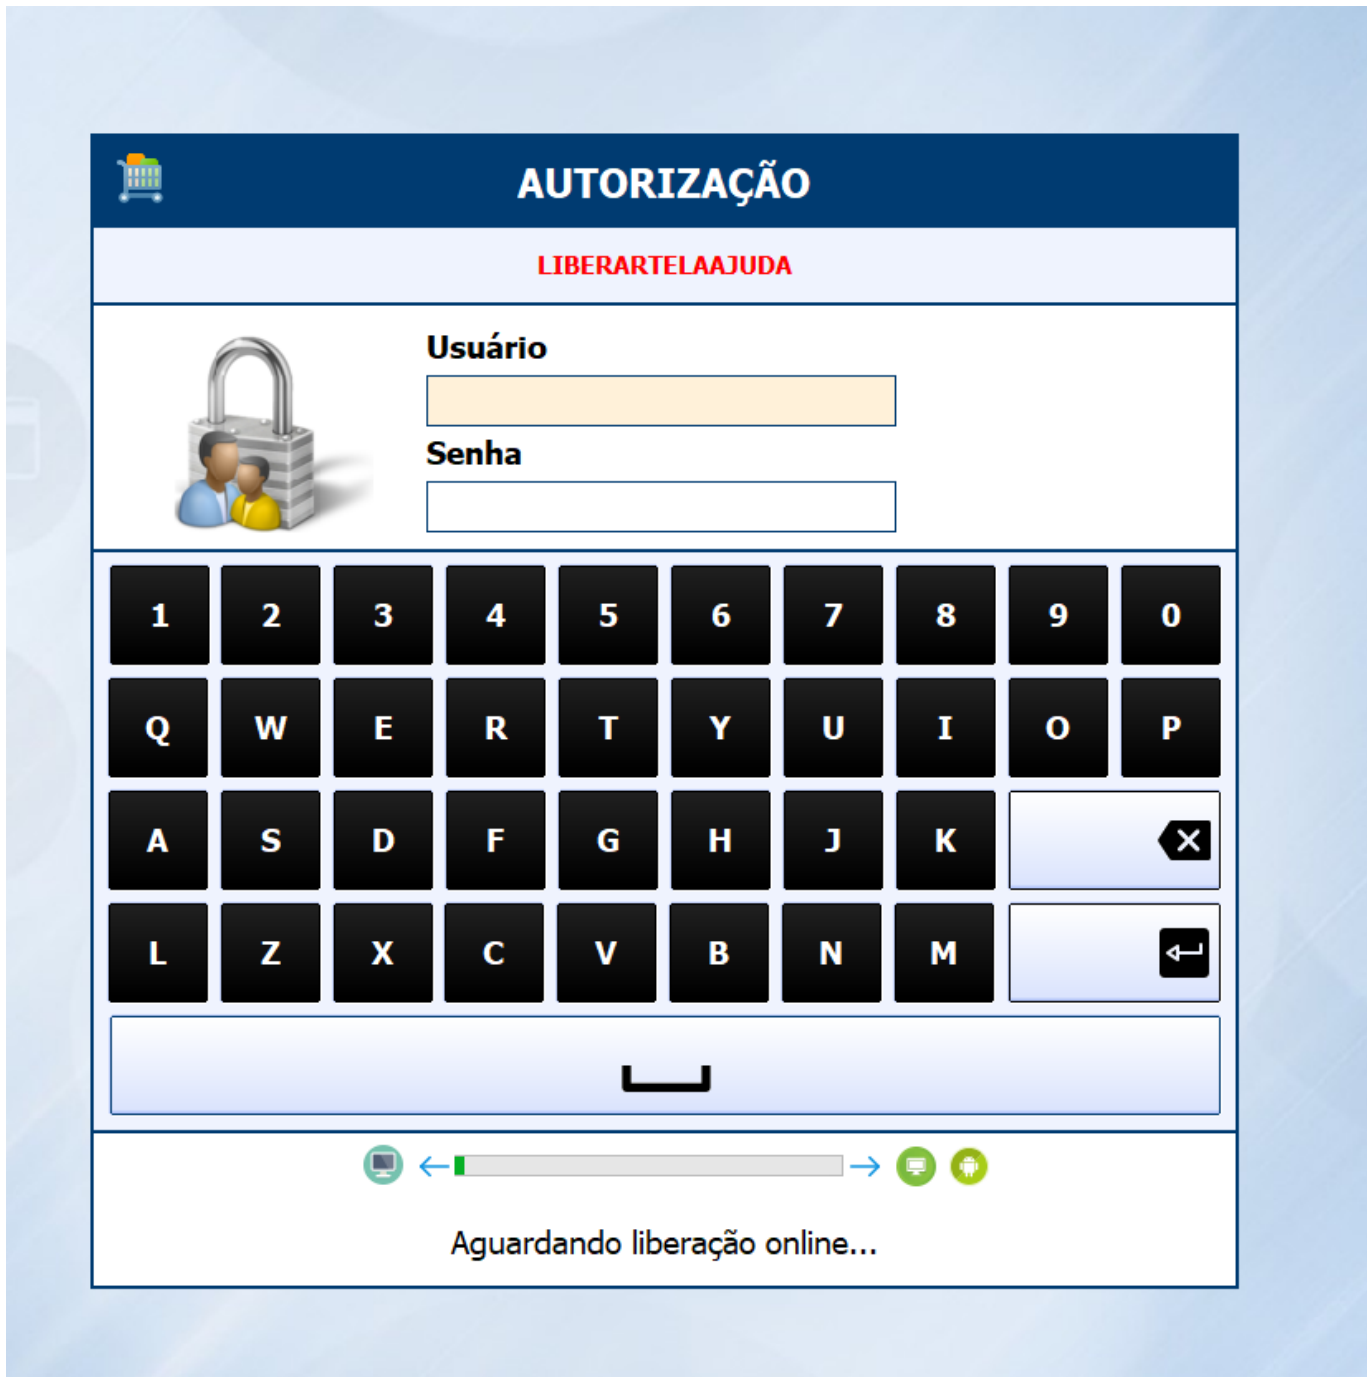 AUTORIZAÇÃO
LIBERARTELAAJUDA
Usuário
Senha
1 2 3 4 5 6 7 8 9 0
Q W E R T Y U I O P
A S D F G H J K
L Z X C V B N M
Aguardando liberação online...